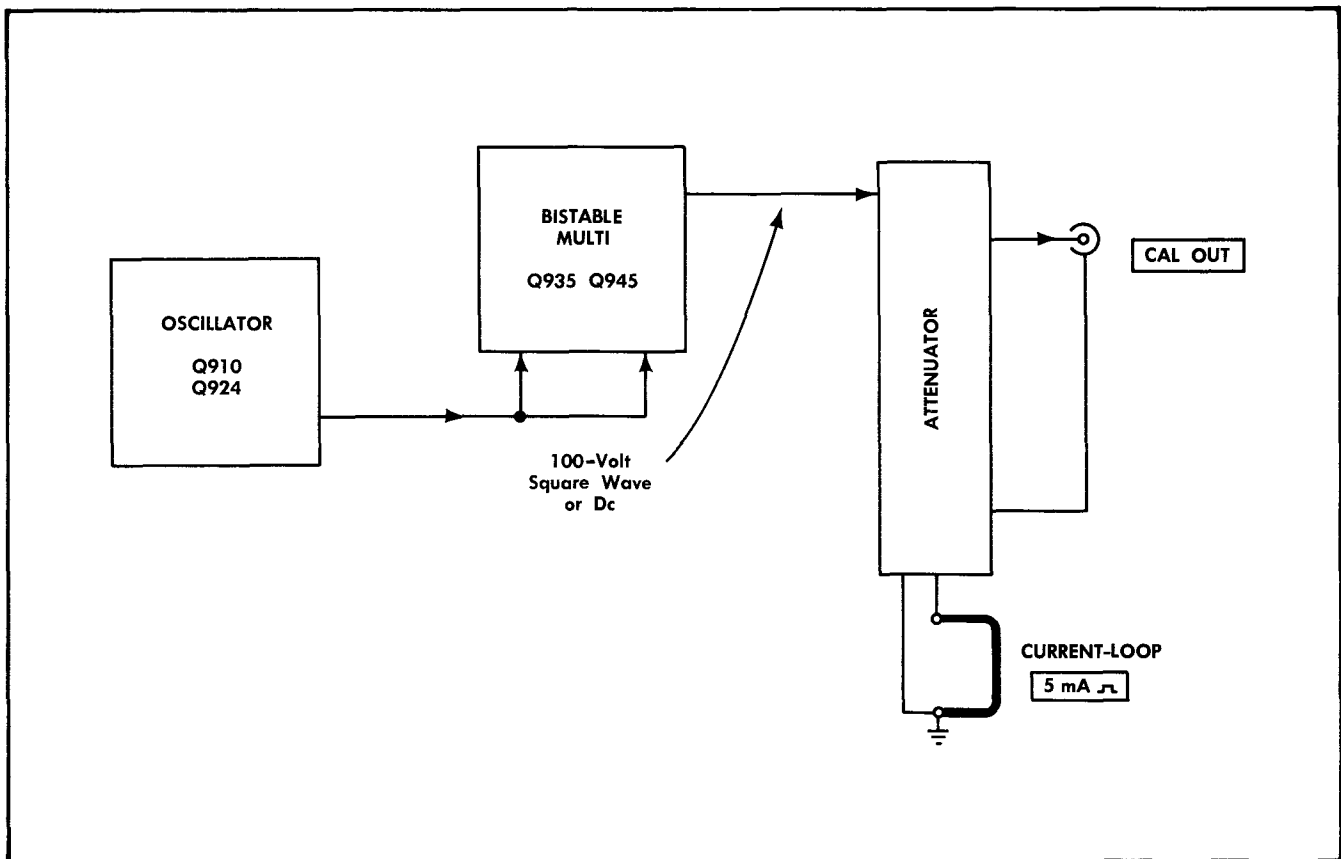 OSCILLATOR
Q910
Q924
BISTABLE
MULTI
Q935 Q945
100-Volt
Square Wave
or Dc
ATTENUATOR
CAL OUT
CURRENT-LOOP
5 mA